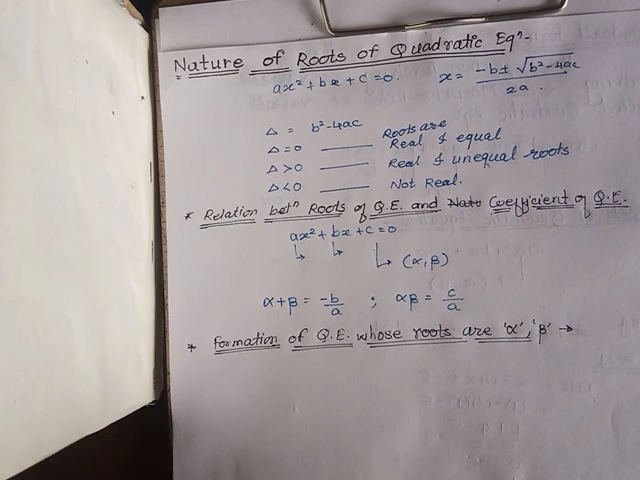 Nature of Roots of Quadratic Eqⁿ-
ax² + bx + c = 0. x = -b ± √b²-4ac / 2a
Δ = b²-4ac
Roots are
Δ = 0 —— Real & equal
Δ > 0 —— Real & unequal roots
Δ < 0 —— Not Real.
* Relation betⁿ Roots of Q.E. and Natu Coefficient of Q.E.
ax² + bx + c = 0
↳ ↳ ↳ (α, β)
α+β = -b/a ; αβ = c/a
* Formation of Q.E. whose roots are 'α', 'β' →